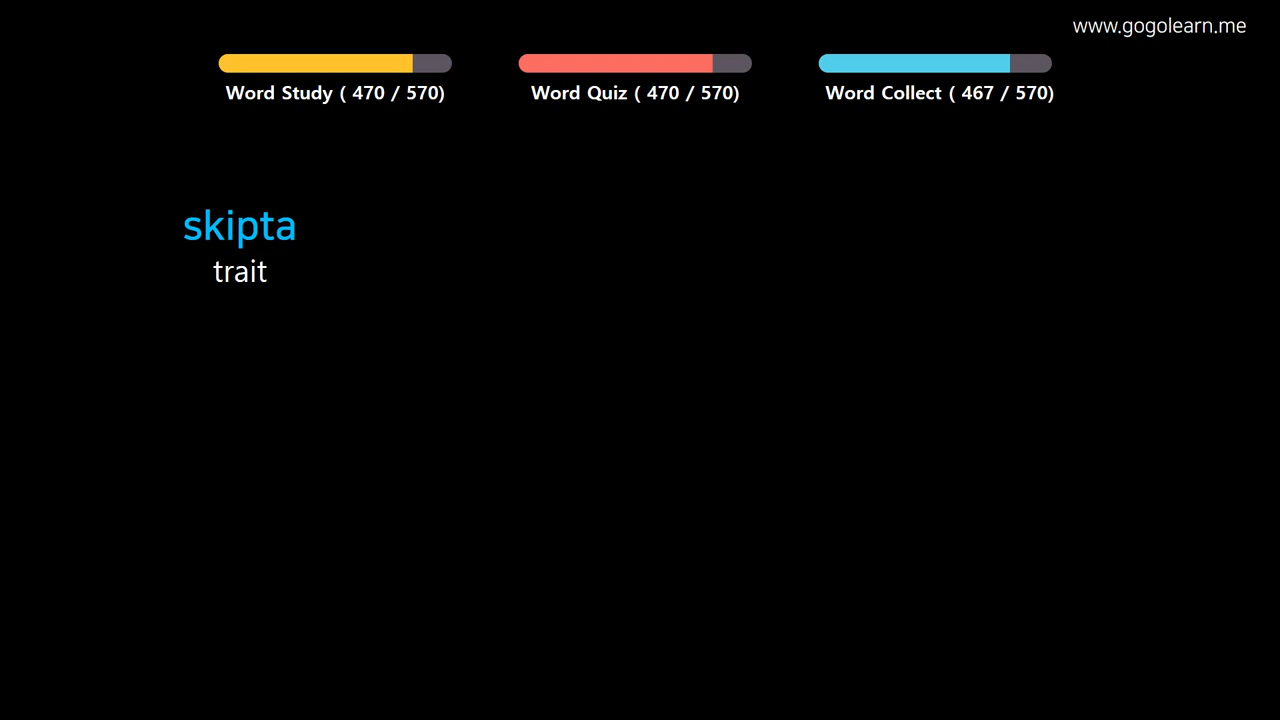 www.gogolearn.me
Word Study ( 470 / 570)
Word Quiz ( 470 / 570)
Word Collect ( 467 / 570)
skipta
trait